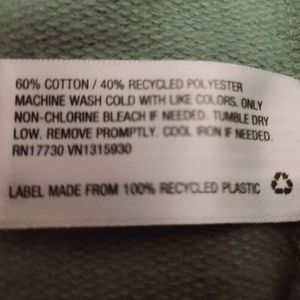 60% COTTON / 40% RECYCLED POLYESTER
MACHINE WASH COLD WITH LIKE COLORS. ONLY
NON-CHLORINE BLEACH IF NEEDED. TUMBLE DRY
LOW. REMOVE PROMPTLY. COOL IRON IF NEEDED.
RN17730 VN1315930
LABEL MADE FROM 100% RECYCLED PLASTIC